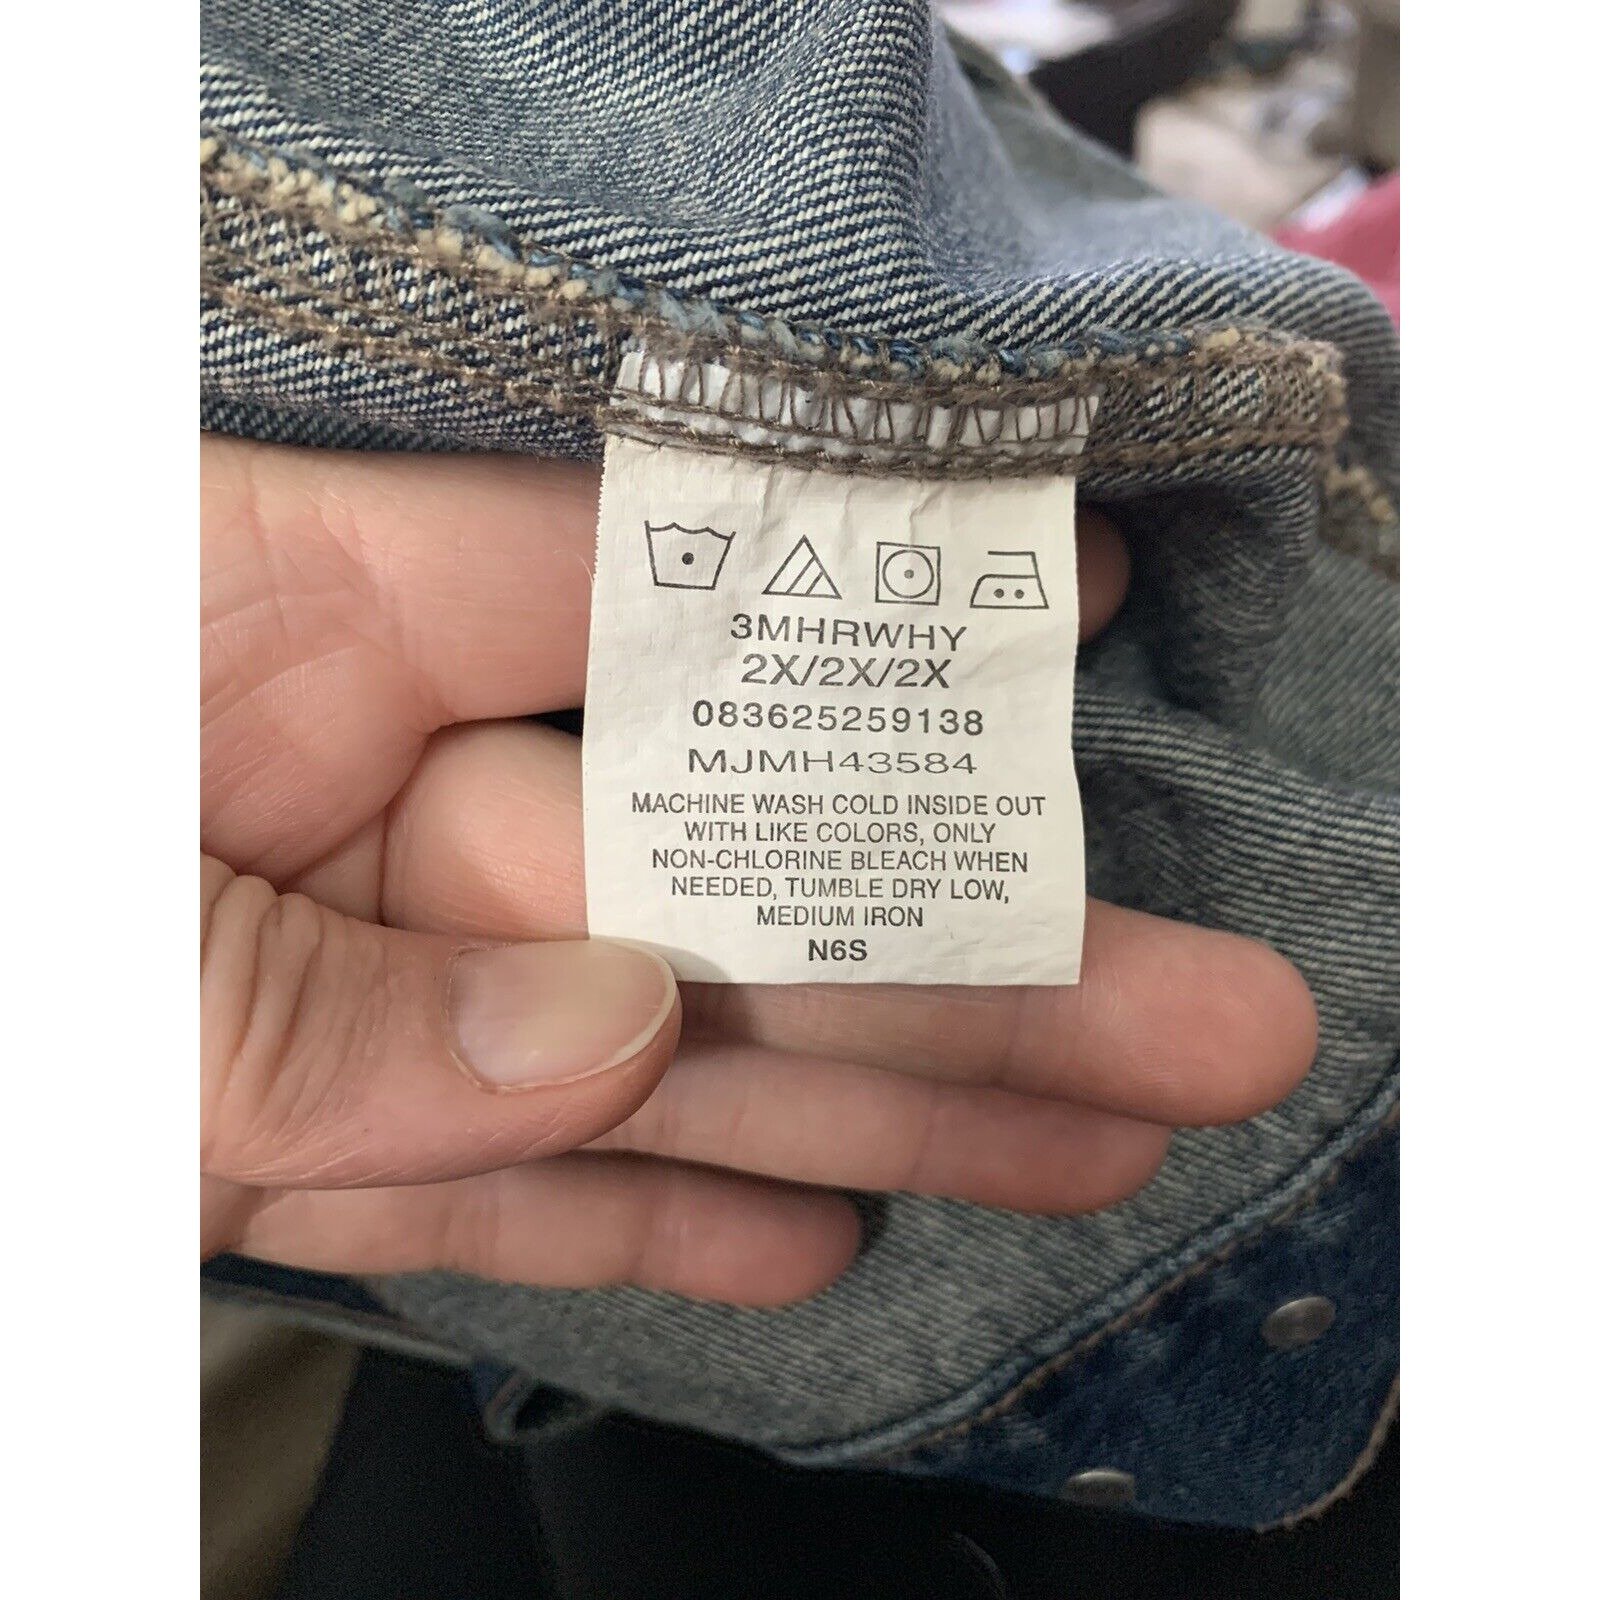 3MHRWHY
2X/2X/2X
083625259138
MJMH43584
MACHINE WASH COLD INSIDE OUT
WITH LIKE COLORS, ONLY
NON-CHLORINE BLEACH WHEN
NEEDED, TUMBLE DRY LOW,
MEDIUM IRON
N6S